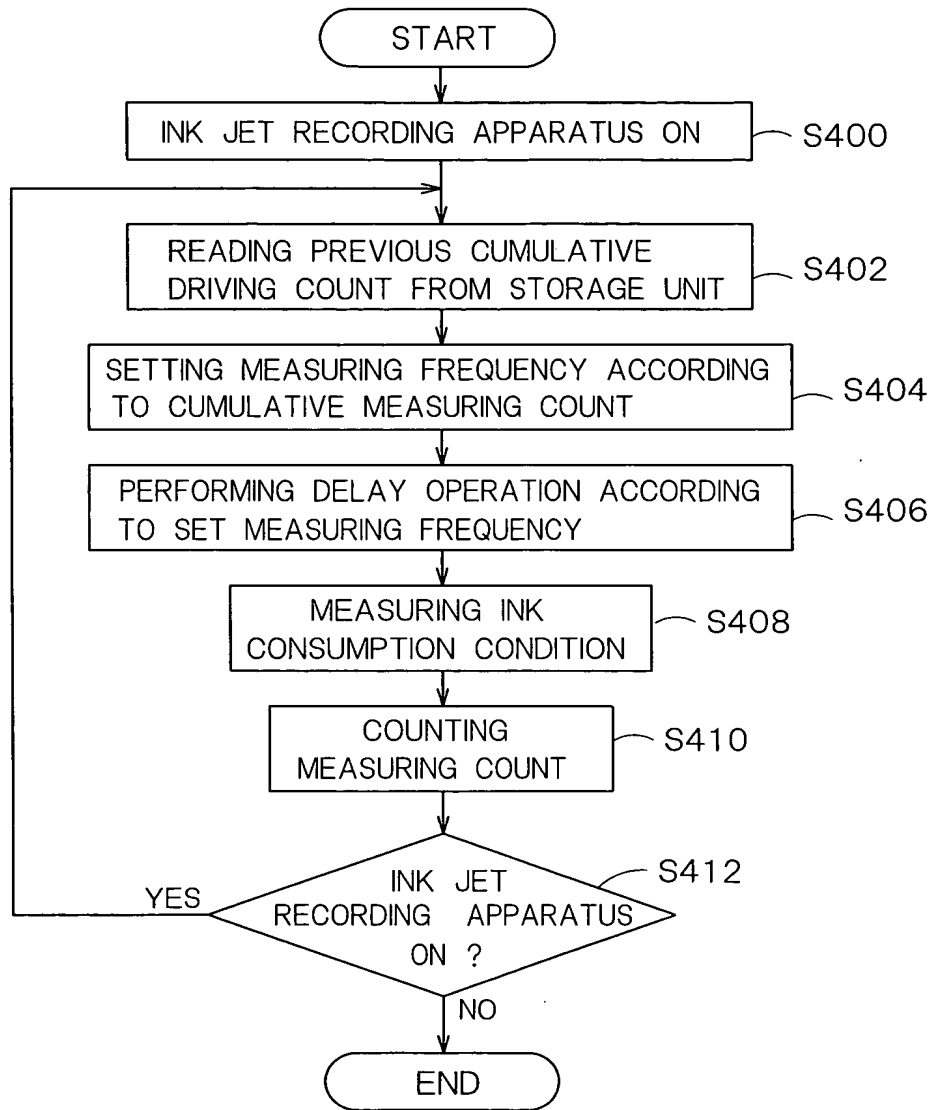 START
INK JET RECORDING APPARATUS ON
S400
READING PREVIOUS CUMULATIVE
DRIVING COUNT FROM STORAGE UNIT
S402
SETTING MEASURING FREQUENCY ACCORDING
TO CUMULATIVE MEASURING COUNT
S404
PERFORMING DELAY OPERATION ACCORDING
TO SET MEASURING FREQUENCY
S406
MEASURING INK
CONSUMPTION CONDITION
S408
COUNTING
MEASURING COUNT
S410
INK JET
RECORDING APPARATUS
ON ?
S412
YES
NO
END